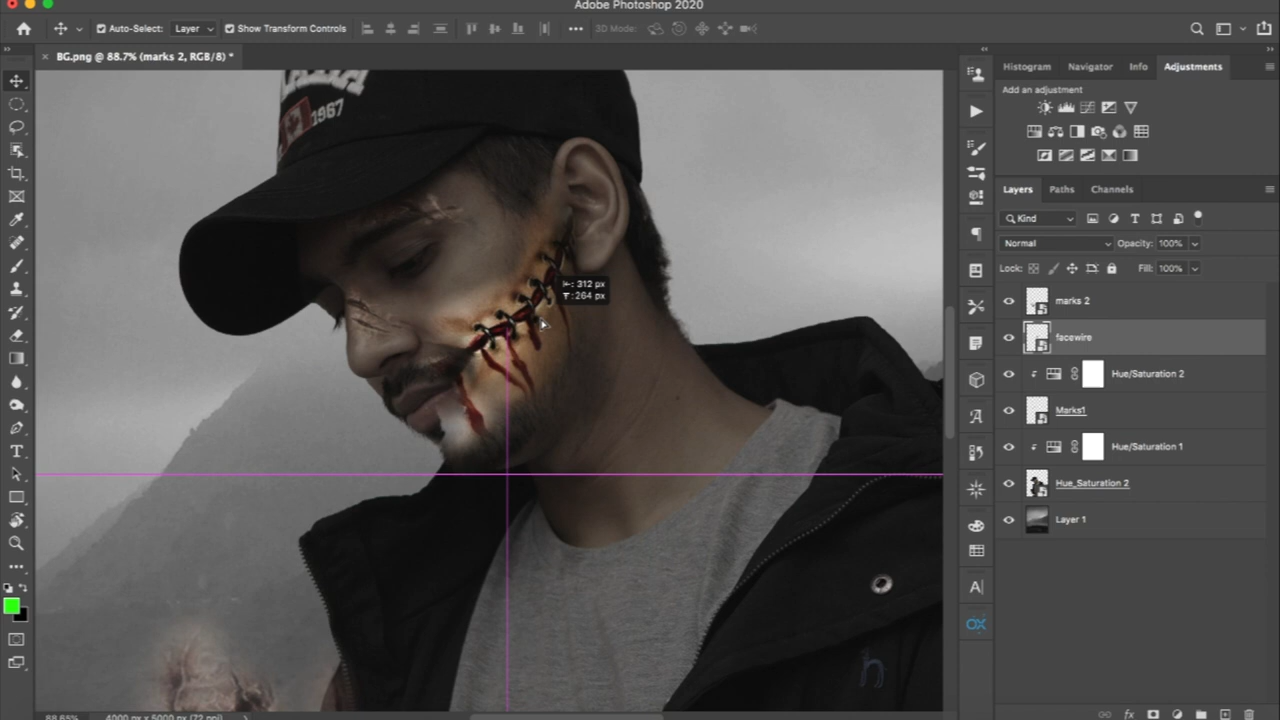 Adobe Photoshop 2020
Auto-Select: Layer Show Transform Controls 3D Mode:
BG.png @ 88.7% (marks 2, RGB/8) *
Histogram Navigator Info Adjustments
Add an adjustment
Layers Paths Channels
Kind
Normal Opacity: 100%
Lock: Fill: 100%
marks 2
facewire
Hue/Saturation 2
Marks1
Hue/Saturation 1
Hue_Saturation 2
Layer 1
1967
: 312 px
: 264 px
OX
88.65% 4000 px x 5000 px (72 ppi)